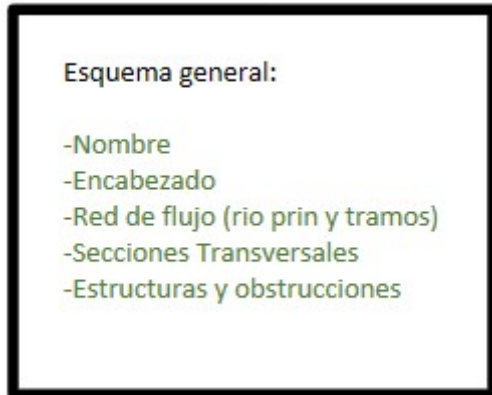 Esquema general:
-Nombre
-Encabezado
-Red de flujo (rio prin y tramos)
-Secciones Transversales
-Estructuras y obstrucciones